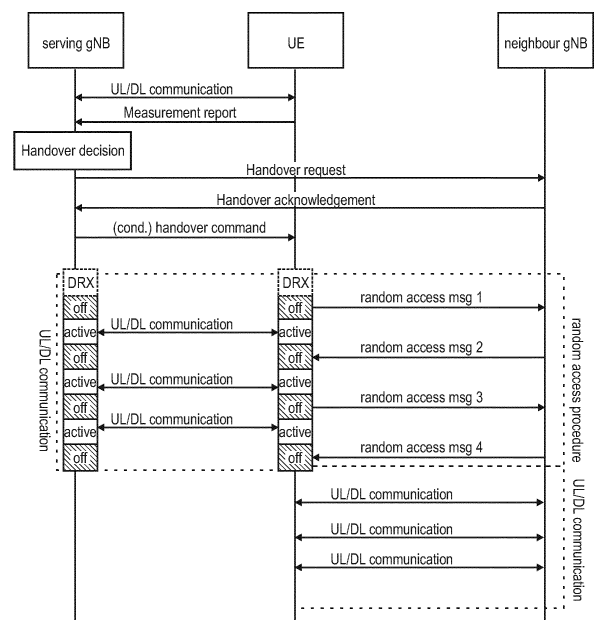 serving gNB
UE
neighbour gNB
UL/DL communication
Measurement report
Handover decision
Handover request
Handover acknowledgement
(cond.) handover command
DRX
DRX
off
off
random access msg 1
active
UL/DL communication
active
off
off
random access msg 2
active
UL/DL communication
active
off
off
random access msg 3
active
UL/DL communication
active
off
off
random access msg 4
UL/DL communication
random access procedure
UL/DL communication
UL/DL communication
UL/DL communication
UL/DL communication